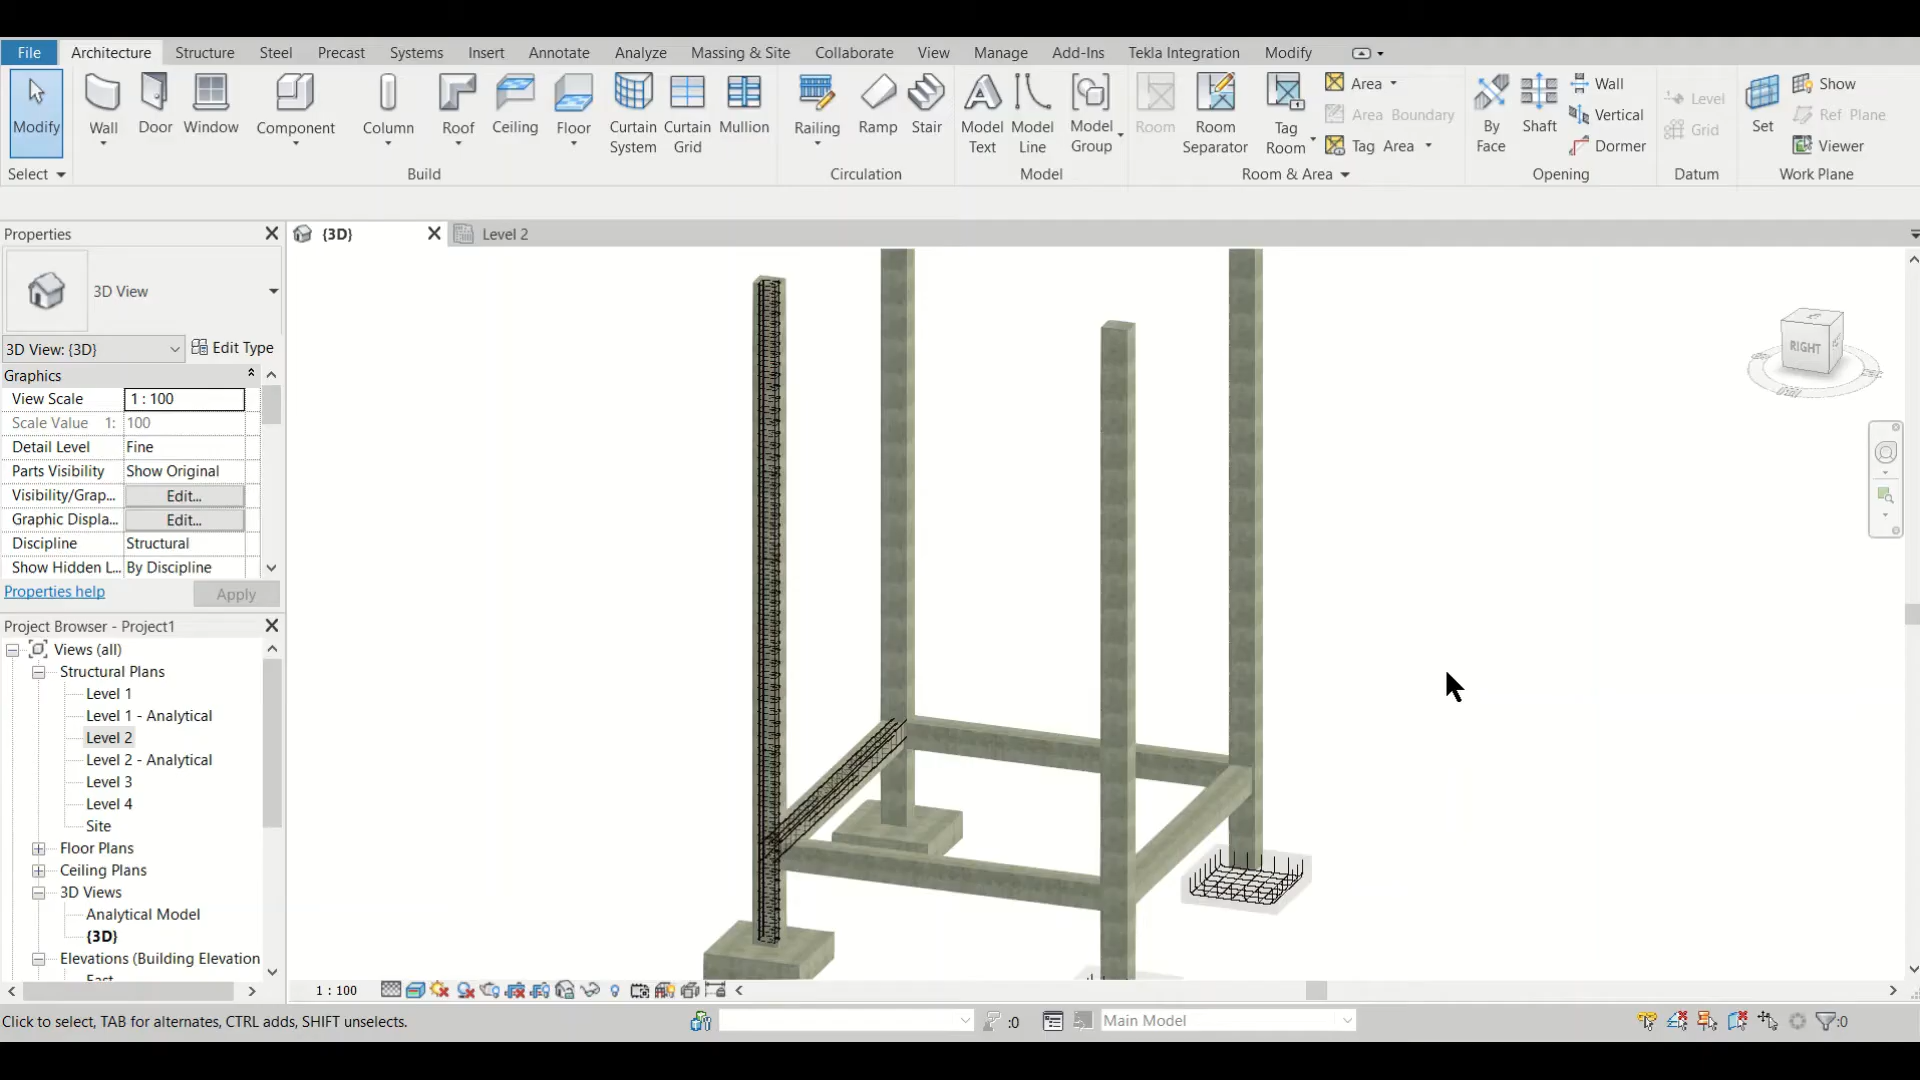 File Architecture Structure Steel Precast Systems Insert Annotate Analyze Massing & Site Collaborate View Manage Add-Ins Tekla Integration Modify
Modify Wall Door Window Component Column Roof Ceiling Floor Curtain System Curtain Grid Mullion Railing Ramp Stair Model Text Model Line Model Group Room Room Separator Tag Room
Area
Area Boundary
Tag Area
By Face Shaft
Wall
Vertical
Dormer
Level
Grid
Set
Show
Ref Plane
Viewer
Select Build Circulation Model Room & Area Opening Datum Work Plane
Properties
{3D} Level 2
3D View
3D View: {3D} Edit Type
Graphics
View Scale 1 : 100
Scale Value 1: 100
Detail Level Fine
Parts Visibility Show Original
Visibility/Grap... Edit...
Graphic Displa... Edit...
Discipline Structural
Show Hidden L... By Discipline
Properties help Apply
RIGHT
Project Browser - Project1
Views (all)
Structural Plans
Level 1
Level 1 - Analytical
Level 2
Level 2 - Analytical
Level 3
Level 4
Site
Floor Plans
Ceiling Plans
3D Views
Analytical Model
{3D}
Elevations (Building Elevation
East
1 : 100
Click to select, TAB for alternates, CTRL adds, SHIFT unselects.
:0
Main Model
:0